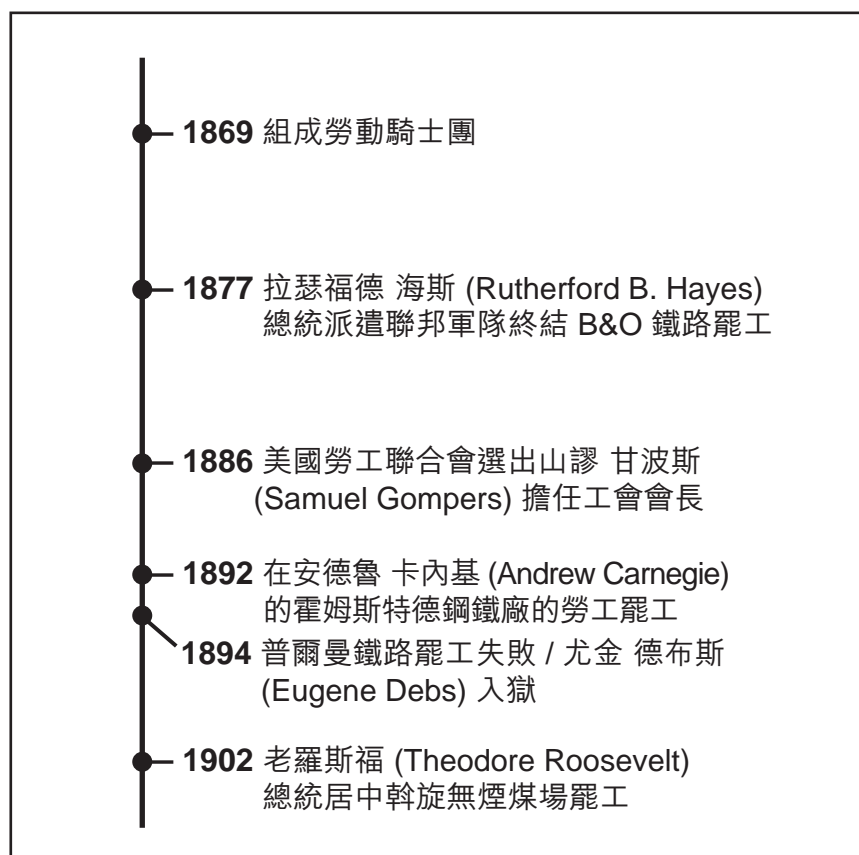 1869 組成勞動騎士團
1877 拉瑟福德 海斯 (Rutherford B. Hayes)
總統派遣聯邦軍隊終結 B&O 鐵路罷工
1886 美國勞工聯合會選出山謬 甘波斯
(Samuel Gompers) 擔任工會會長
1892 在安德魯 卡內基 (Andrew Carnegie)
的霍姆斯特德鋼鐵廠的勞工罷工
1894 普爾曼鐵路罷工失敗 / 尤金 德布斯
(Eugene Debs) 入獄
1902 老羅斯福 (Theodore Roosevelt)
總統居中斡旋無煙煤場罷工